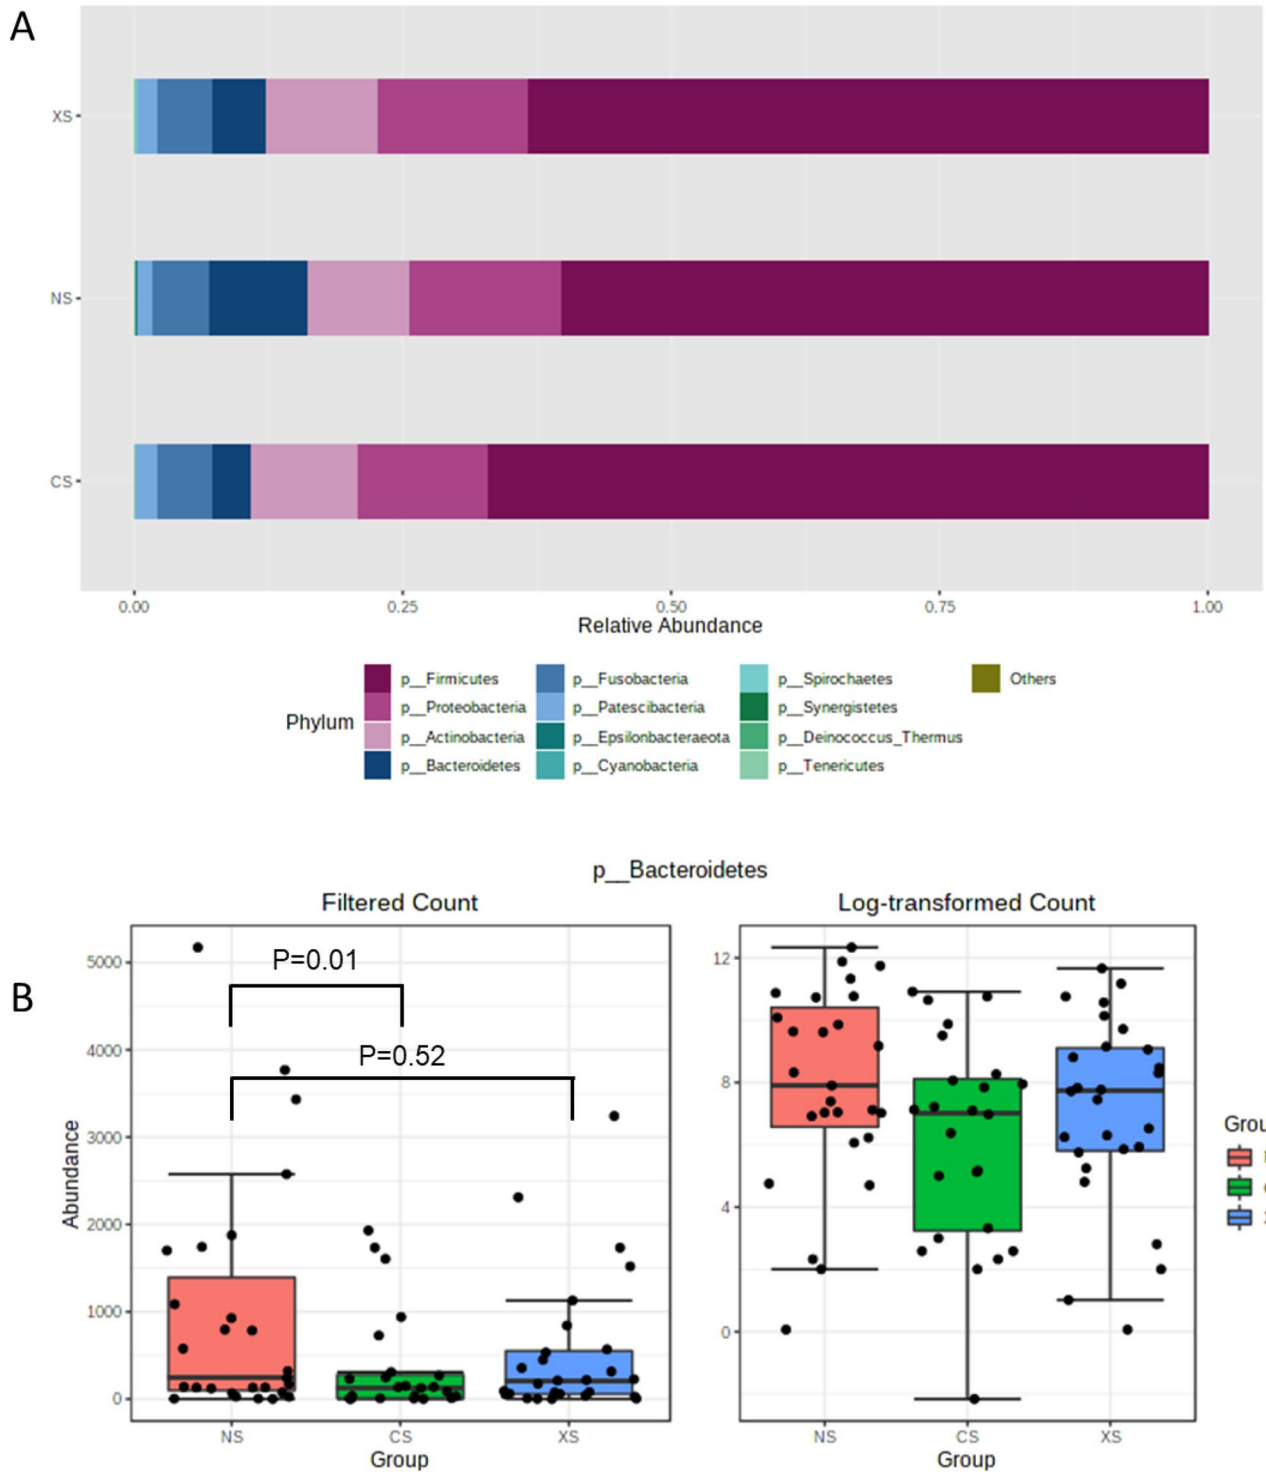 A
XS
NS
CS
0.00 0.25 0.50 0.75 1.00
Relative Abundance
Phylum
p__Firmicutes p__Fusobacteria p__Spirochaetes Others
p__Proteobacteria p__Patescibacteria p__Synergistetes
p__Actinobacteria p__Epsilonbacteraeota p__Deinococcus_Thermus
p__Bacteroidetes p__Cyanobacteria p__Tenericutes
p__Bacteroidetes
B
Filtered Count
Abundance
5000
4000
3000
2000
1000
0
P=0.01
P=0.52
NS CS XS
Group
Log-transformed Count
12
8
4
0
NS CS XS
Group
Grou